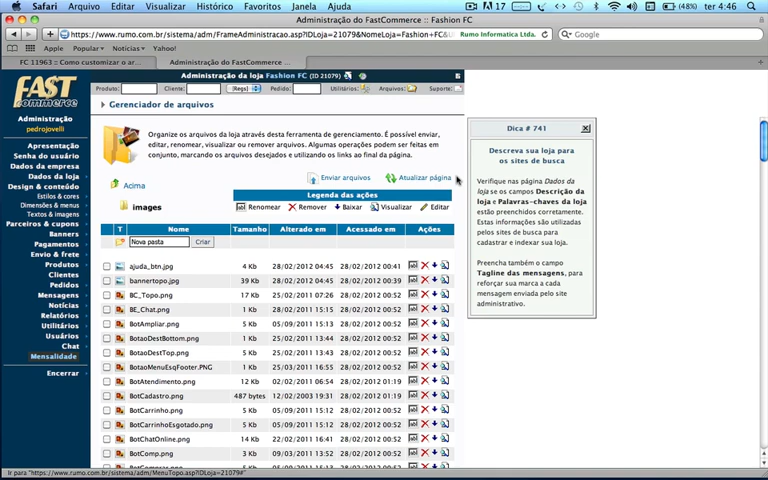 Safari Arquivo Editar Visualizar Histórico Favoritos Janela Ajuda A 17 (48%) ter 4:46
Administração do FastCommerce :: Fashion FC
https://www.rumo.com.br/sistema/adm/FrameAdministracao.asp?IDLoja=21079&NomeLoja=Fashion+FC& Rumo Informatica Ltda. Google
Apple Popular Notícias Yahoo!
FC 11963 :: Como customizar o ar... Administração do FastCommerce ...
FAST commerce
Administração
pedrojovelli
Apresentação
Senha do usuário
Dados da empresa
Dados da loja
Design & conteúdo
Estilos & cores
Dimensões & menus
Textos & imagens
Parceiros & cupons
Banners
Pagamentos
Envio & frete
Produtos
Clientes
Pedidos
Mensagens
Notícias
Relatórios
Utilitários
Usuários
Chat
Mensalidade
Encerrar
Administração da loja Fashion FC (ID 21079)
Produto: Cliente: (Regs) Pedido: Utilitários: Arquivos: Suporte:
Gerenciador de arquivos
Organize os arquivos da loja através desta ferramenta de gerenciamento. É possível enviar,
editar, renomear, visualizar ou remover arquivos. Algumas operações podem ser feitas
em conjunto, marcando os arquivos desejados e utilizando os links ao final da página.
Enviar arquivos Atualizar página
Acima
Legenda das ações
images
Renomear Remover Baixar Visualizar Editar
T Nome Tamanho Alterado em Acessado em Ações
Nova pasta Criar
ajuda_btn.jpg 4 Kb 28/02/2012 04:45 28/02/2012 00:41
bannertopo.jpg 39 Kb 28/02/2012 04:45 28/02/2012 00:39
BC_Topo.png 17 Kb 25/01/2011 07:26 28/02/2012 00:52
BE_Chat.png 1 Kb 28/01/2011 15:15 28/02/2012 00:52
BotAmpliar.png 5 Kb 05/09/2011 15:13 28/02/2012 00:52
BotaoDestBottom.png 1 Kb 25/02/2011 13:44 28/02/2012 00:52
BotaoDestTop.png 5 Kb 25/02/2011 13:43 28/02/2012 00:52
BotaoMenuEsqFooter.PNG 1 Kb 25/03/2011 16:55 28/02/2012 00:52
BotAtendimento.png 12 Kb 02/02/2011 06:54 28/02/2012 01:19
BotCadastro.png 487 bytes 12/02/2003 19:31 28/02/2012 01:19
BotCarrinho.png 5 Kb 05/09/2011 15:12 28/02/2012 00:52
BotCarrinhoEsgotado.png 5 Kb 05/09/2011 15:12 28/02/2012 00:52
BotChatOnline.png 14 Kb 22/02/2011 16:41 28/02/2012 00:52
BotComp.png 3 Kb 09/03/2011 13:52 28/02/2012 00:52
Dica # 741
Descreva sua loja para
os sites de busca
Verifique nas página Dados da
loja se os campos Descrição da
loja e Palavras-chaves da loja
estão preenchidos corretamente.
Estas informações são utilizadas
pelos sites de busca para
cadastrar e indexar sua loja.
Preencha também o campo
Tagline das mensagens, para
reforçar sua marca a cada
mensagem enviada pelo site
administrativo.
Ir para "https://www.rumo.com.br/sistema/adm/MenuTopo.asp?IDLoja=21079#"